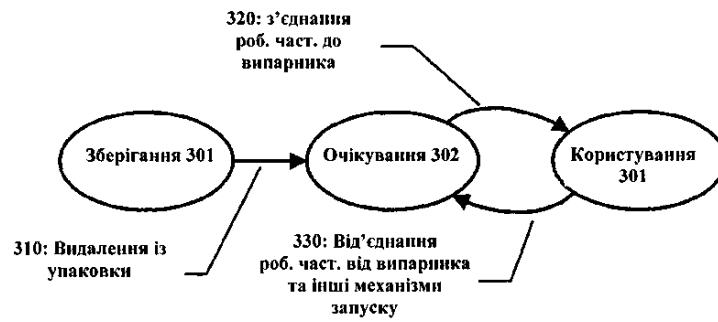 320: з’єднання
роб. част. до
випарника
Зберігання 301
Очікування 302
Користування
301
310: Видалення із
упаковки
330: Від’єднання
роб. част. від випарника
та інші механізми
запуску